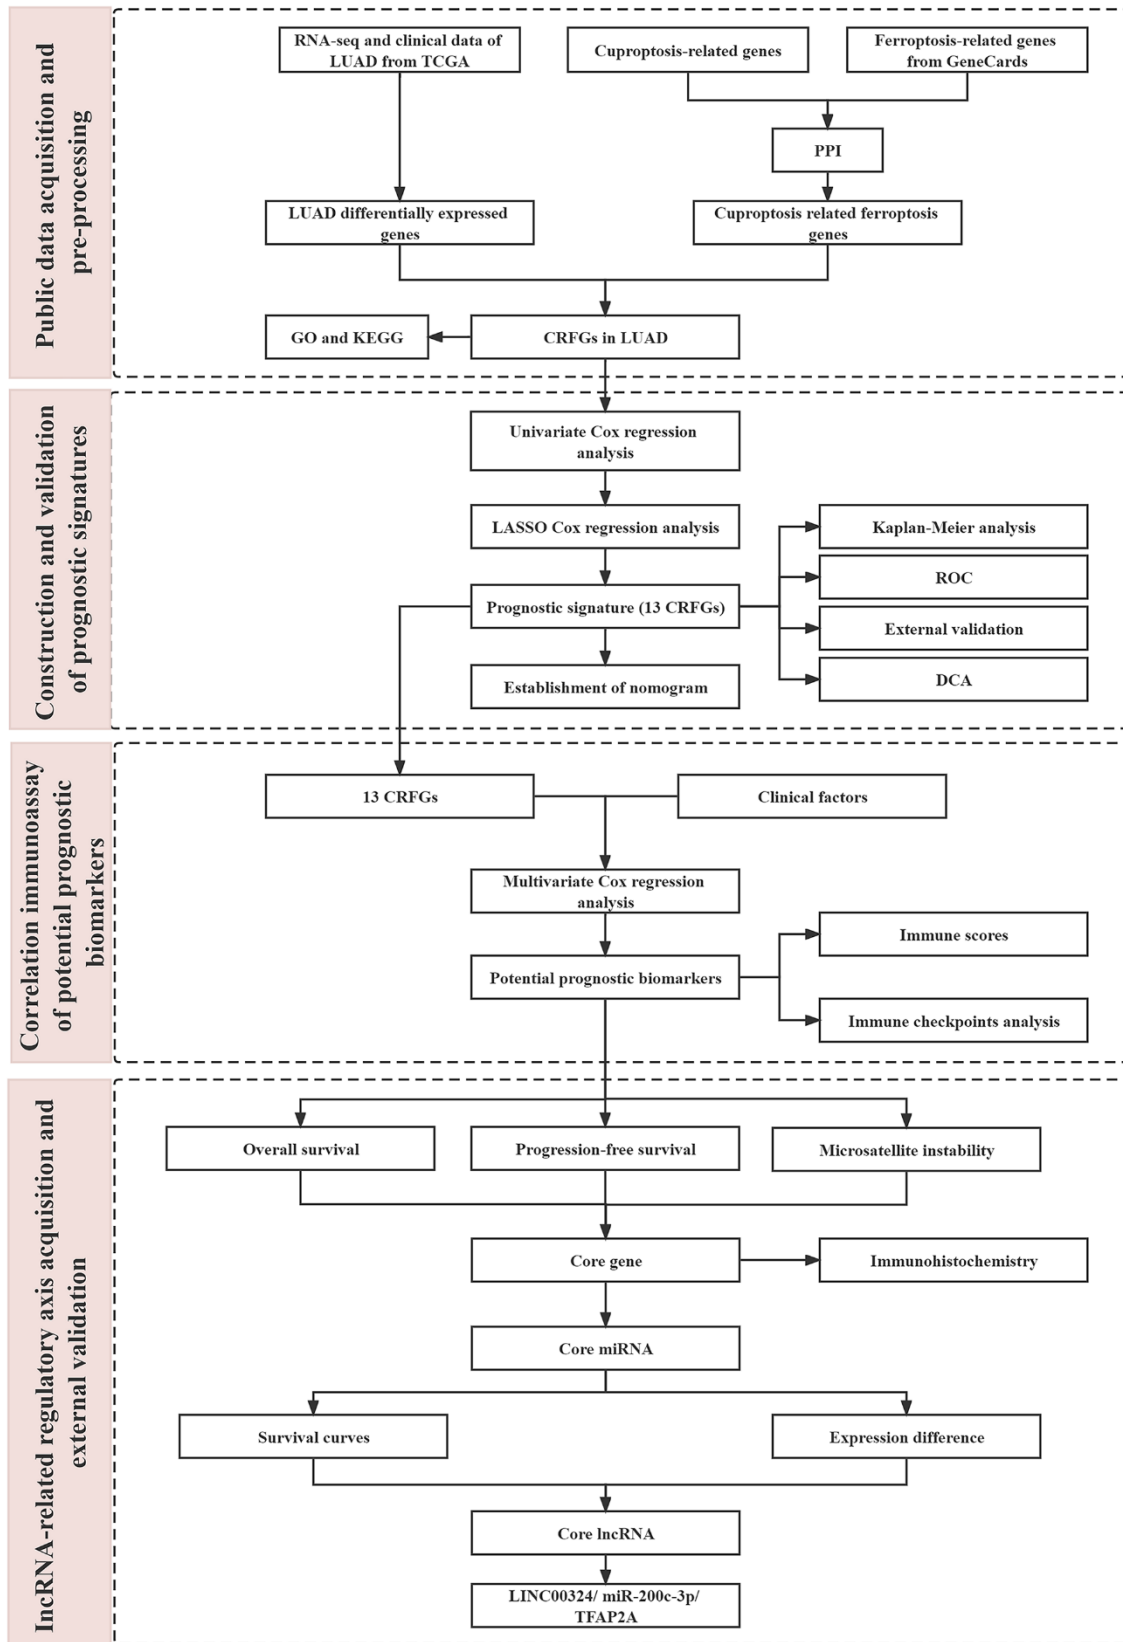 Public data acquisition and
pre-processing
RNA-seq and clinical data of
LUAD from TCGA
Cuproptosis-related genes
Ferroptosis-related genes
from GeneCards
PPI
LUAD differentially expressed
genes
Cuproptosis related ferroptosis
genes
GO and KEGG
CRFGs in LUAD
Construction and validation
of prognostic signatures
Univariate Cox regression
analysis
LASSO Cox regression analysis
Kaplan-Meier analysis
ROC
Prognostic signature (13 CRFGs)
External validation
Establishment of nomogram
DCA
Correlation immunoassay
of potential prognostic
biomarkers
13 CRFGs
Clinical factors
Multivariate Cox regression
analysis
Immune scores
Potential prognostic biomarkers
Immune checkpoints analysis
lncRNA-related regulatory axis acquisition and
external validation
Overall survival
Progression-free survival
Microsatellite instability
Core gene
Immunohistochemistry
Core miRNA
Survival curves
Expression difference
Core lncRNA
LINC00324/ miR-200c-3p/
TFAP2A